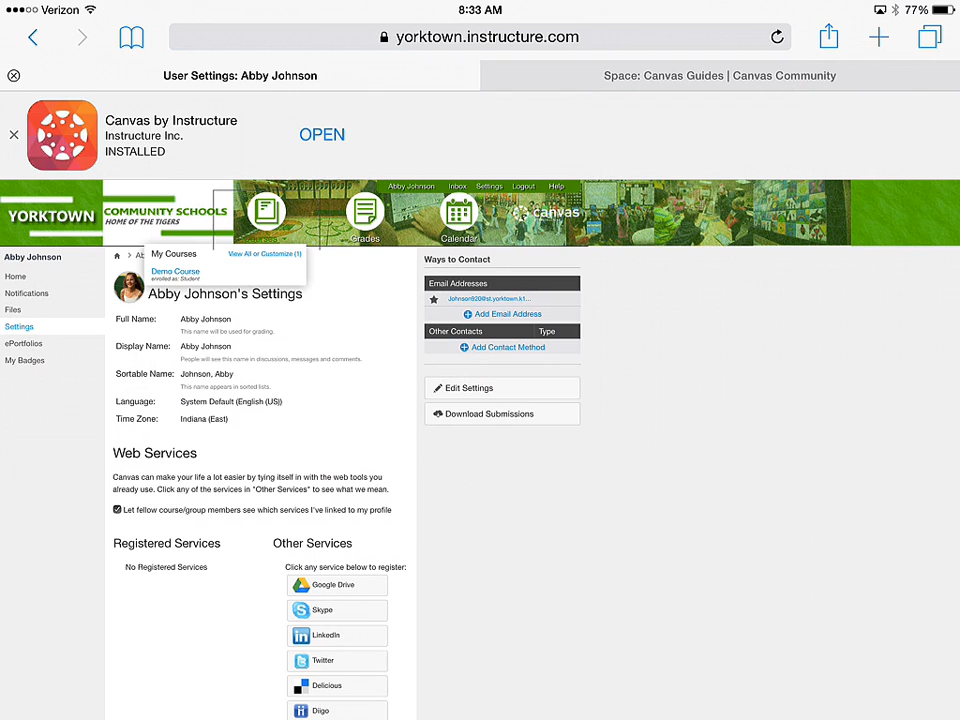 Verizon
8:33 AM
77%
yorktown.instructure.com
User Settings: Abby Johnson
Space: Canvas Guides | Canvas Community
Canvas by Instructure
Instructure Inc.
INSTALLED
OPEN
YORKTOWN
COMMUNITY SCHOOLS
HOME OF THE TIGERS
Abby Johnson Inbox Settings Logout Help
Grades
Calendar
canvas
Abby Johnson
Home
Notifications
Files
Settings
ePortfolios
My Badges
Ab
My Courses
View All or Customize (1)
Demo Course
enrolled as: Student
Abby Johnson's Settings
Full Name: Abby Johnson
This name will be used for grading.
Display Name: Abby Johnson
People will see this name in discussions, messages and comments.
Sortable Name: Johnson, Abby
This name appears in sorted lists.
Language: System Default (English (US))
Time Zone: Indiana (East)
Web Services
Canvas can make your life a lot easier by tying itself in with the web tools you
already use. Click any of the services in "Other Services" to see what we mean.
Let fellow course/group members see which services I've linked to my profile
Registered Services
No Registered Services
Other Services
Click any service below to register:
Google Drive
Skype
LinkedIn
Twitter
Delicious
Diigo
Ways to Contact
Email Addresses
Johnson920@st.yorktown.k1...
Add Email Address
Other Contacts Type
Add Contact Method
Edit Settings
Download Submissions